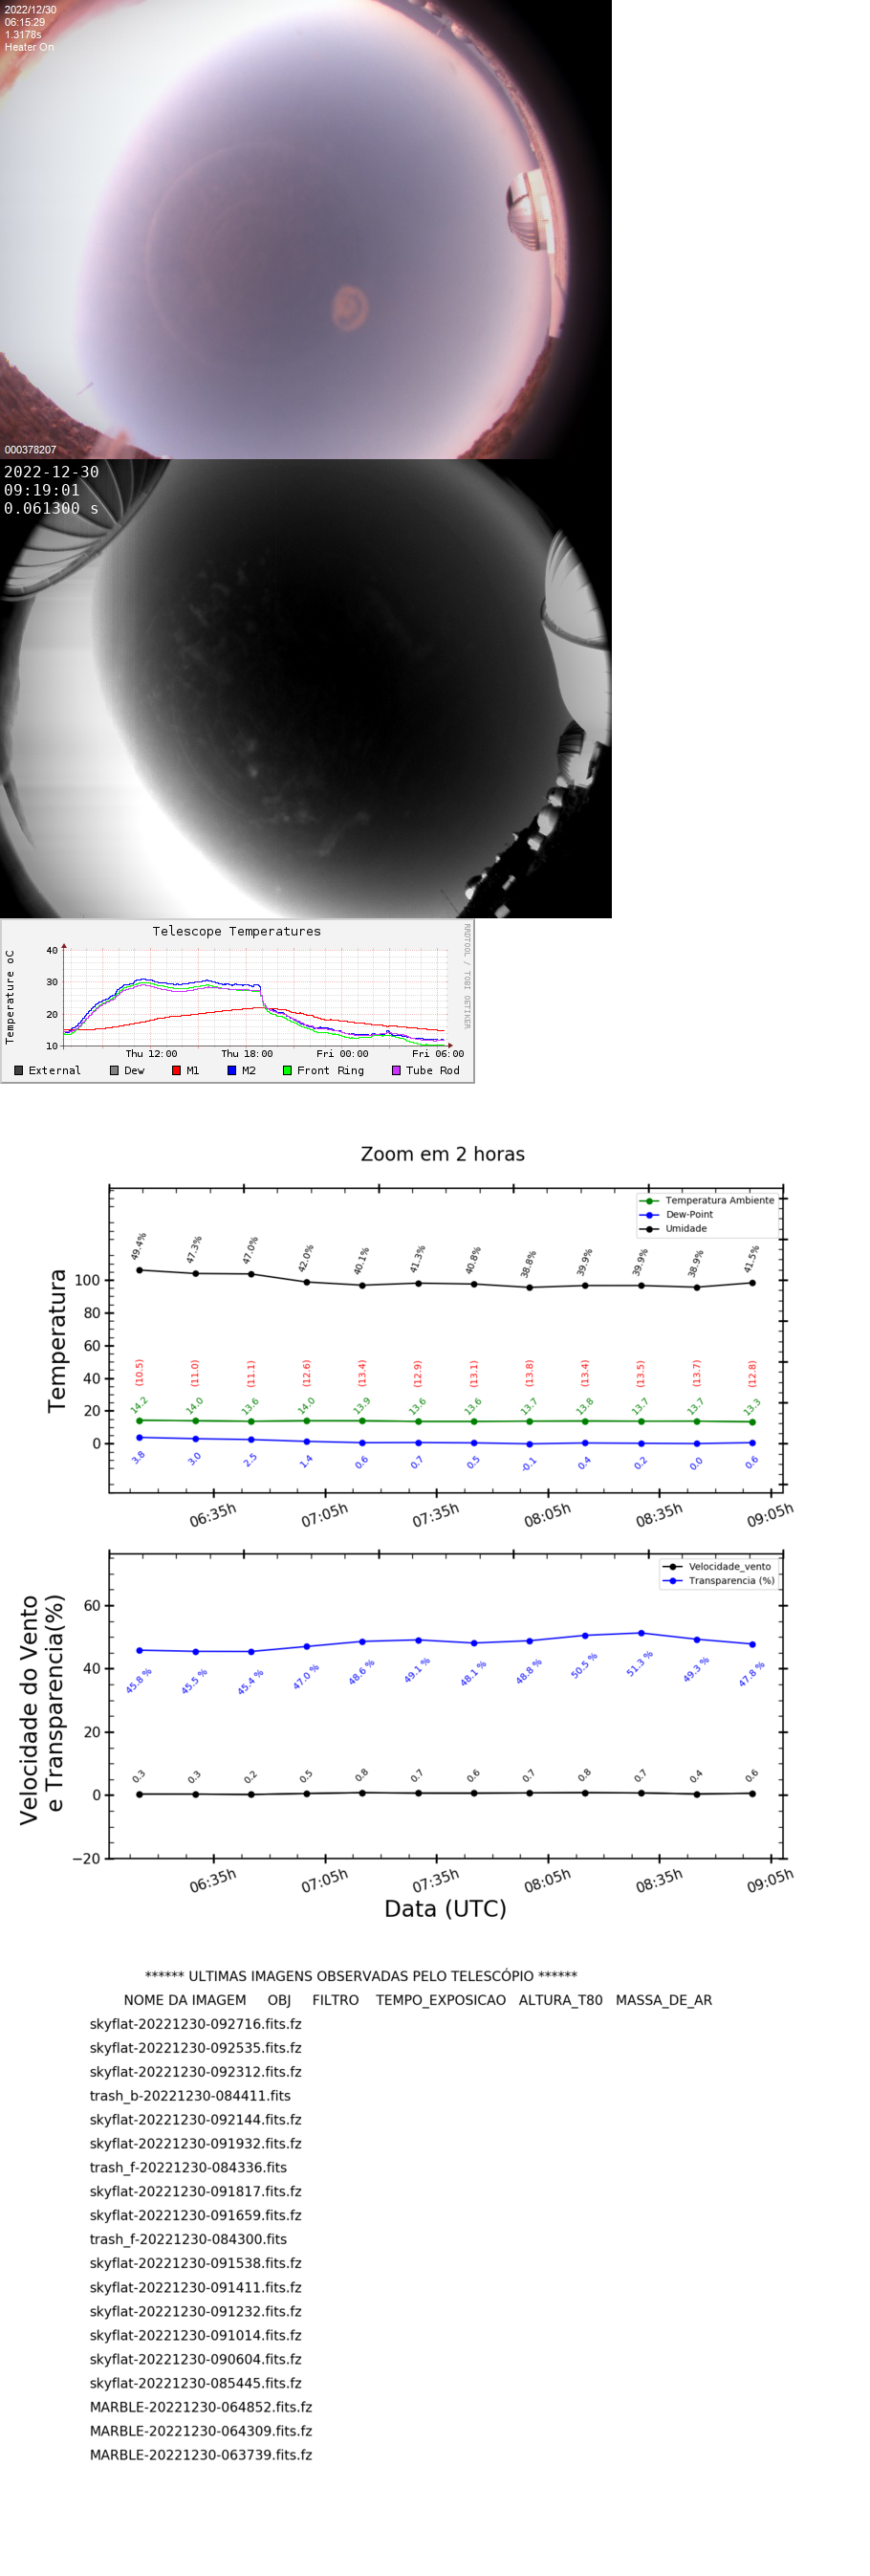 2022/12/30
06:15:29
1.3178s
Heater On
000378207
2022-12-30
09:19:01
0.061300 s
Telescope Temperatures
RRDTOOL / TOBI OETIKER
Temperature oC
40
30
20
10
Thu 12:00 Thu 18:00 Fri 00:00 Fri 06:00
External Dew M1 M2 Front Ring Tube Rod
Zoom em 2 horas
Temperatura Ambiente
Dew-Point
Umidade
Temperatura
100
80
60
40
20
0
49.4% 47.3% 47.0% 42.0% 40.1% 41.3% 40.8% 38.8% 39.9% 39.9% 38.9% 41.5%
(10.5) (11.0) (11.1) (12.6) (13.4) (12.9) (13.1) (13.8) (13.4) (13.5) (13.7) (12.8)
14.2 14.0 13.6 14.0 13.9 13.6 13.6 13.7 13.8 13.7 13.7 13.3
3.8 3.0 2.5 1.4 0.6 0.7 0.5 -0.1 0.4 0.2 0.0 0.6
06:35h 07:05h 07:35h 08:05h 08:35h 09:05h
Velocidade_vento
Transparencia (%)
Velocidade do Vento
e Transparencia(%)
60
40
20
0
−20
45.8 % 45.5 % 45.4 % 47.0 % 48.6 % 49.1 % 48.1 % 48.8 % 50.5 % 51.3 % 49.3 % 47.8 %
0.3 0.3 0.2 0.5 0.8 0.7 0.6 0.7 0.8 0.7 0.4 0.6
06:35h 07:05h 07:35h 08:05h 08:35h 09:05h
Data (UTC)
****** ULTIMAS IMAGENS OBSERVADAS PELO TELESCÓPIO ******
NOME DA IMAGEM OBJ FILTRO TEMPO_EXPOSICAO ALTURA_T80 MASSA_DE_AR
skyflat-20221230-092716.fits.fz
skyflat-20221230-092535.fits.fz
skyflat-20221230-092312.fits.fz
trash_b-20221230-084411.fits
skyflat-20221230-092144.fits.fz
skyflat-20221230-091932.fits.fz
trash_f-20221230-084336.fits
skyflat-20221230-091817.fits.fz
skyflat-20221230-091659.fits.fz
trash_f-20221230-084300.fits
skyflat-20221230-091538.fits.fz
skyflat-20221230-091411.fits.fz
skyflat-20221230-091232.fits.fz
skyflat-20221230-091014.fits.fz
skyflat-20221230-090604.fits.fz
skyflat-20221230-085445.fits.fz
MARBLE-20221230-064852.fits.fz
MARBLE-20221230-064309.fits.fz
MARBLE-20221230-063739.fits.fz